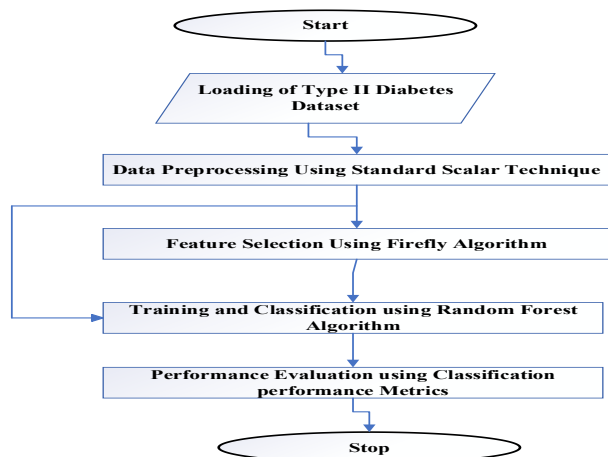 Start
Loading of Type II Diabetes
Dataset
Data Preprocessing Using Standard Scalar Technique
Feature Selection Using Firefly Algorithm
Training and Classification using Random Forest
Algorithm
Performance Evaluation using Classification
performance Metrics
Stop